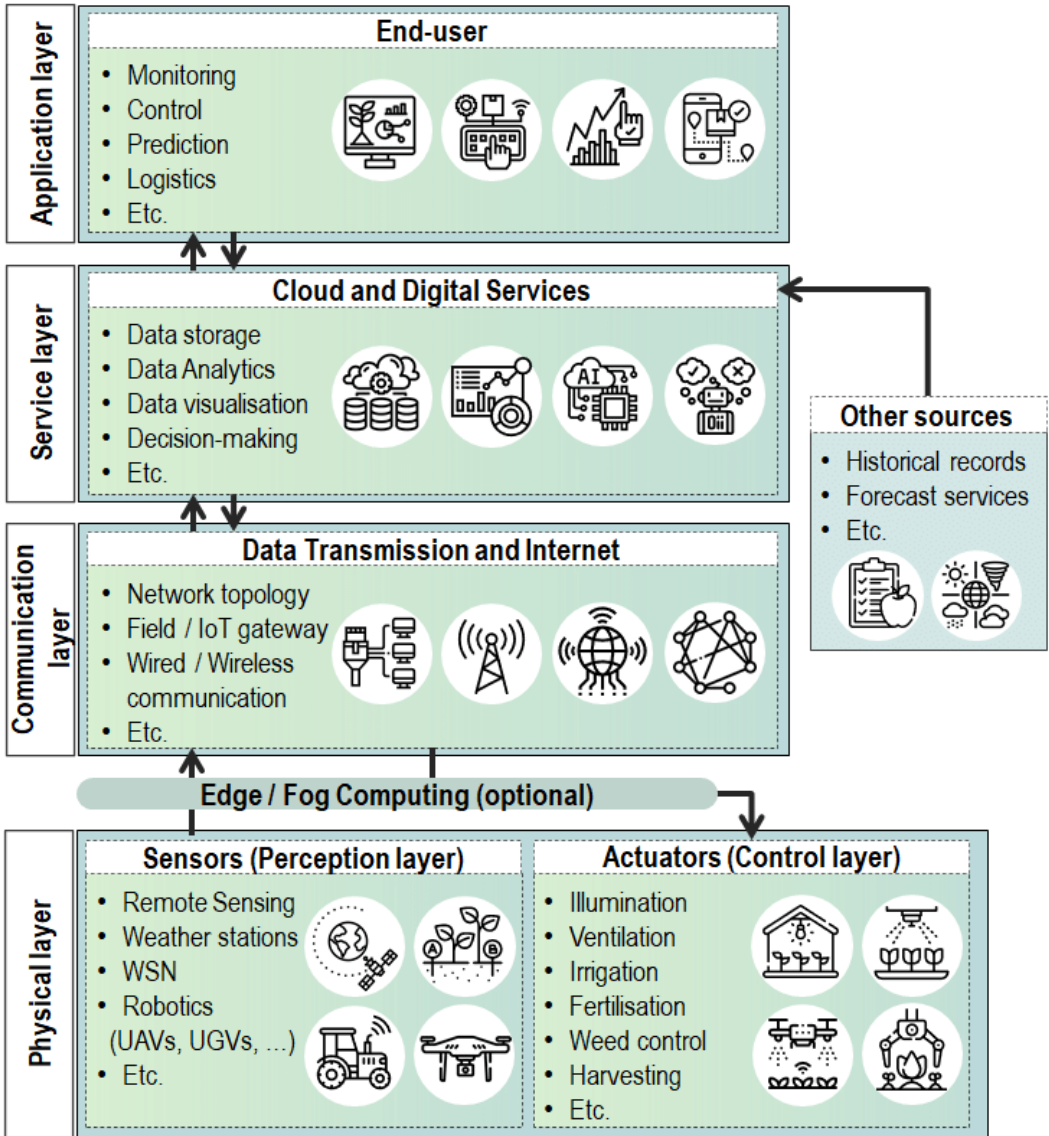 Application layer
End-user
• Monitoring
• Control
• Prediction
• Logistics
• Etc.
Service layer
Cloud and Digital Services
• Data storage
• Data Analytics
• Data visualisation
• Decision-making
• Etc.
AI
Other sources
• Historical records
• Forecast services
• Etc.
Communication
layer
Data Transmission and Internet
• Network topology
• Field / IoT gateway
• Wired / Wireless
communication
• Etc.
Edge / Fog Computing (optional)
Physical layer
Sensors (Perception layer)
• Remote Sensing
• Weather stations
• WSN
• Robotics
(UAVs, UGVs, ...)
• Etc.
A
B
Actuators (Control layer)
• Illumination
• Ventilation
• Irrigation
• Fertilisation
• Weed control
• Harvesting
• Etc.